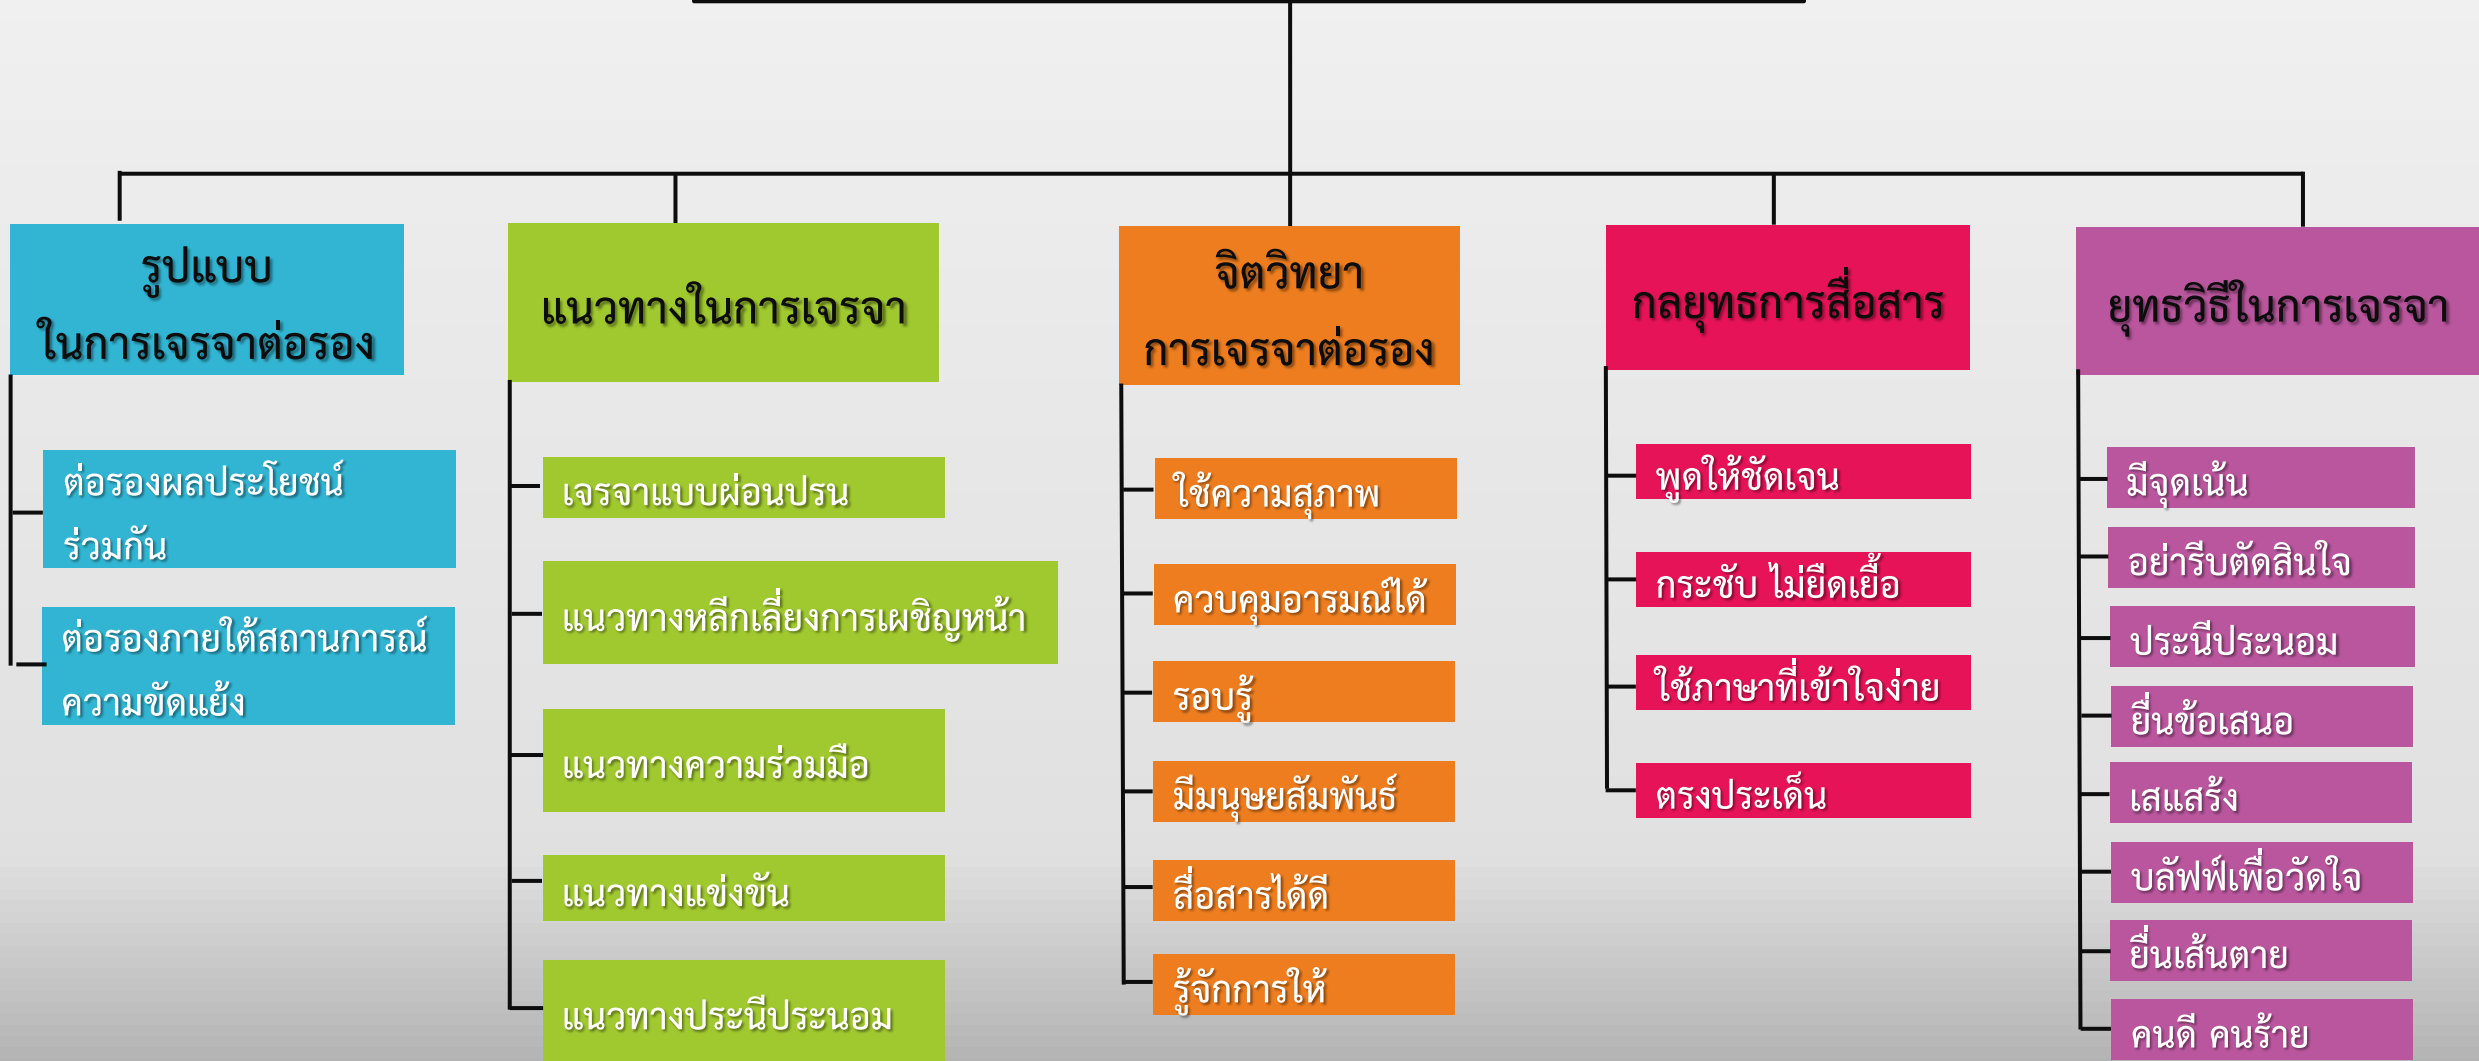 รูปแบบ
ในการเจรจาต่อรอง
ต่อรองผลประโยชน์
ร่วมกัน
ต่อรองภายใต้สถานการณ์
ความขัดแย้ง
แนวทางในการเจรจา
เจรจาแบบผ่อนปรน
แนวทางหลีกเลี่ยงการเผชิญหน้า
แนวทางความร่วมมือ
แนวทางแข่งขัน
แนวทางประนีประนอม
จิตวิทยา
การเจรจาต่อรอง
ใช้ความสุภาพ
ควบคุมอารมณ์ได้
รอบรู้
มีมนุษยสัมพันธ์
สื่อสารได้ดี
รู้จักการให้
กลยุทธการสื่อสาร
พูดให้ชัดเจน
กระชับ ไม่ยืดเยื้อ
ใช้ภาษาที่เข้าใจง่าย
ตรงประเด็น
ยุทธวิธีในการเจรจา
มีจุดเน้น
อย่ารีบตัดสินใจ
ประนีประนอม
ยื่นข้อเสนอ
เสแสร้ง
บลัฟฟ์เพื่อวัดใจ
ยื่นเส้นตาย
คนดี คนร้าย